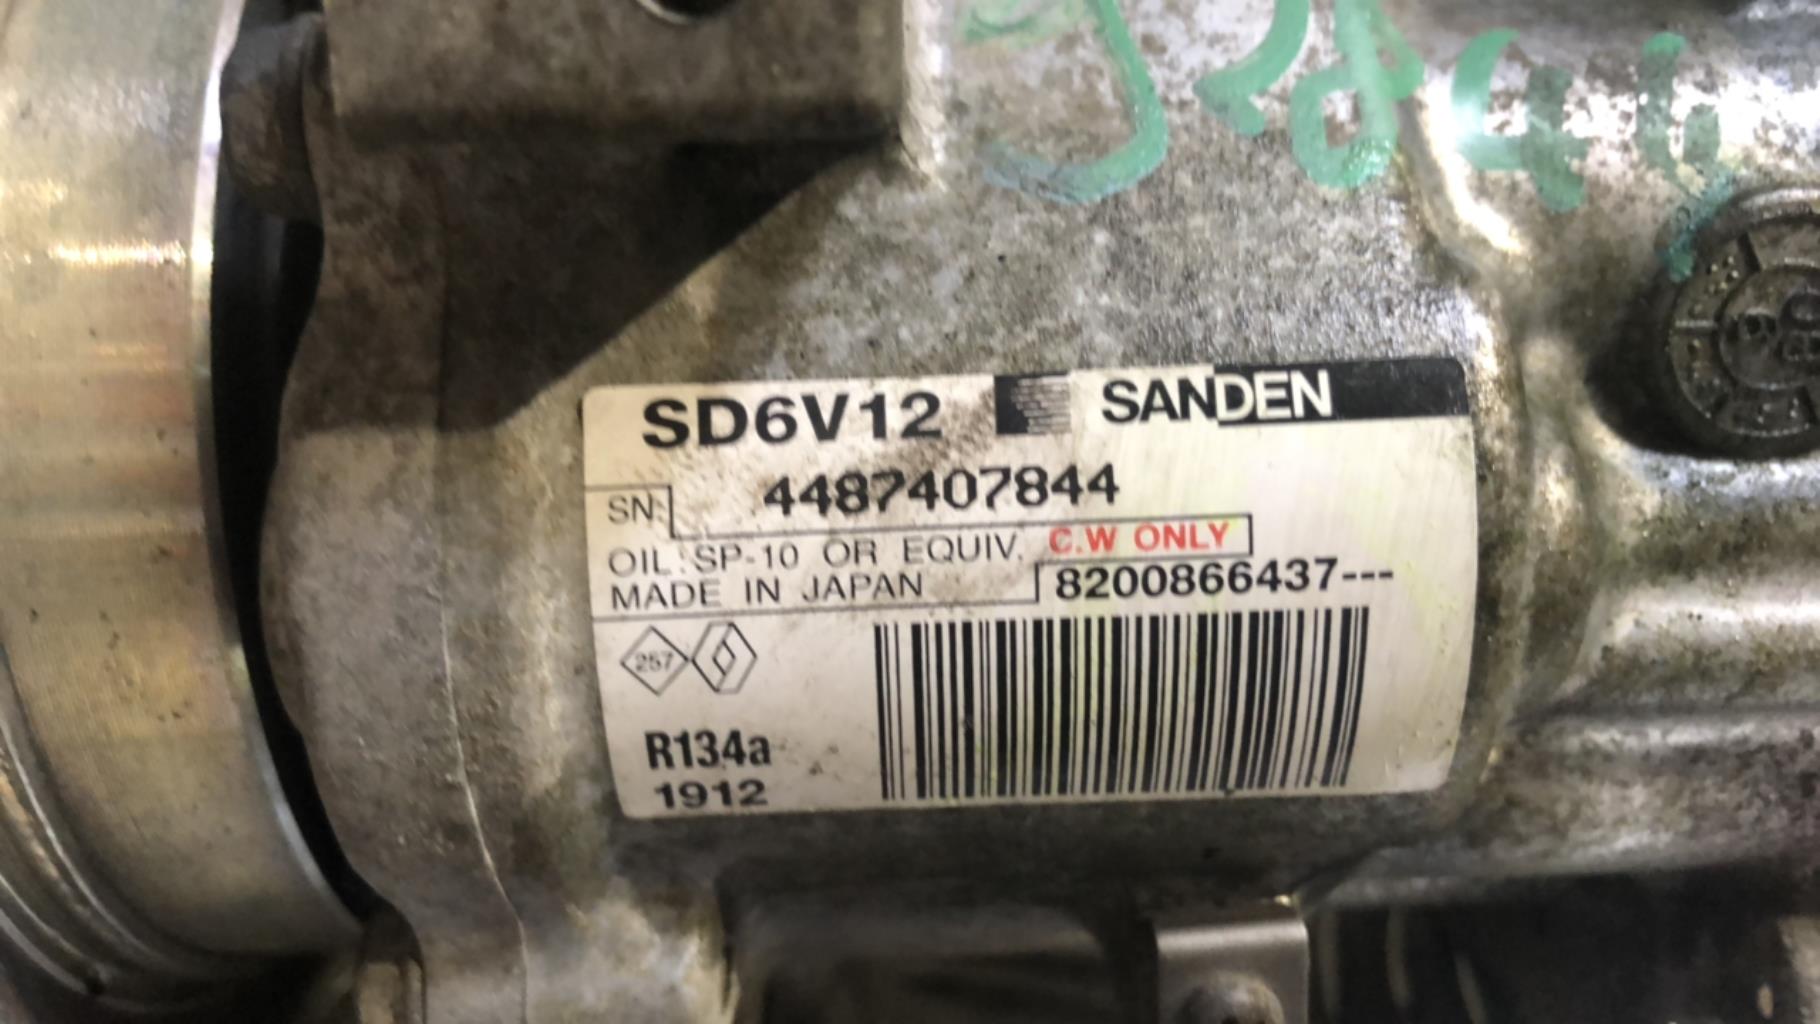 SD6V12 SANDEN
SN: 4487407844
OIL: SP-10 OR EQUIV. C.W ONLY
MADE IN JAPAN 8200866437---
257
R134a
1912